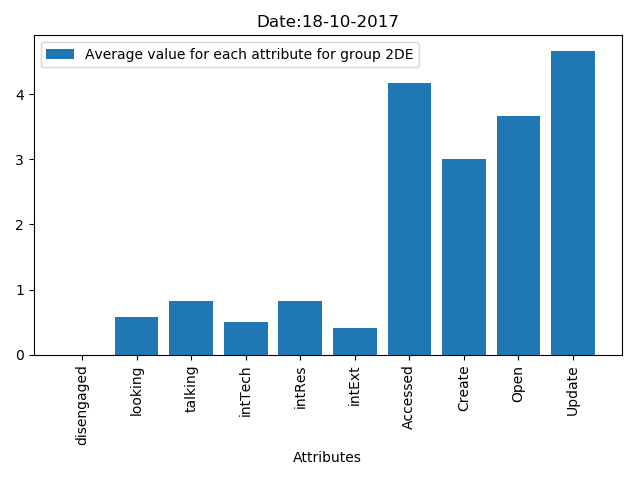 Date:18-10-2017
Average value for each attribute for group 2DE
4
3
2
1
0
disengaged
looking
talking
intTech
intRes
intExt
Accessed
Create
Open
Update
Attributes